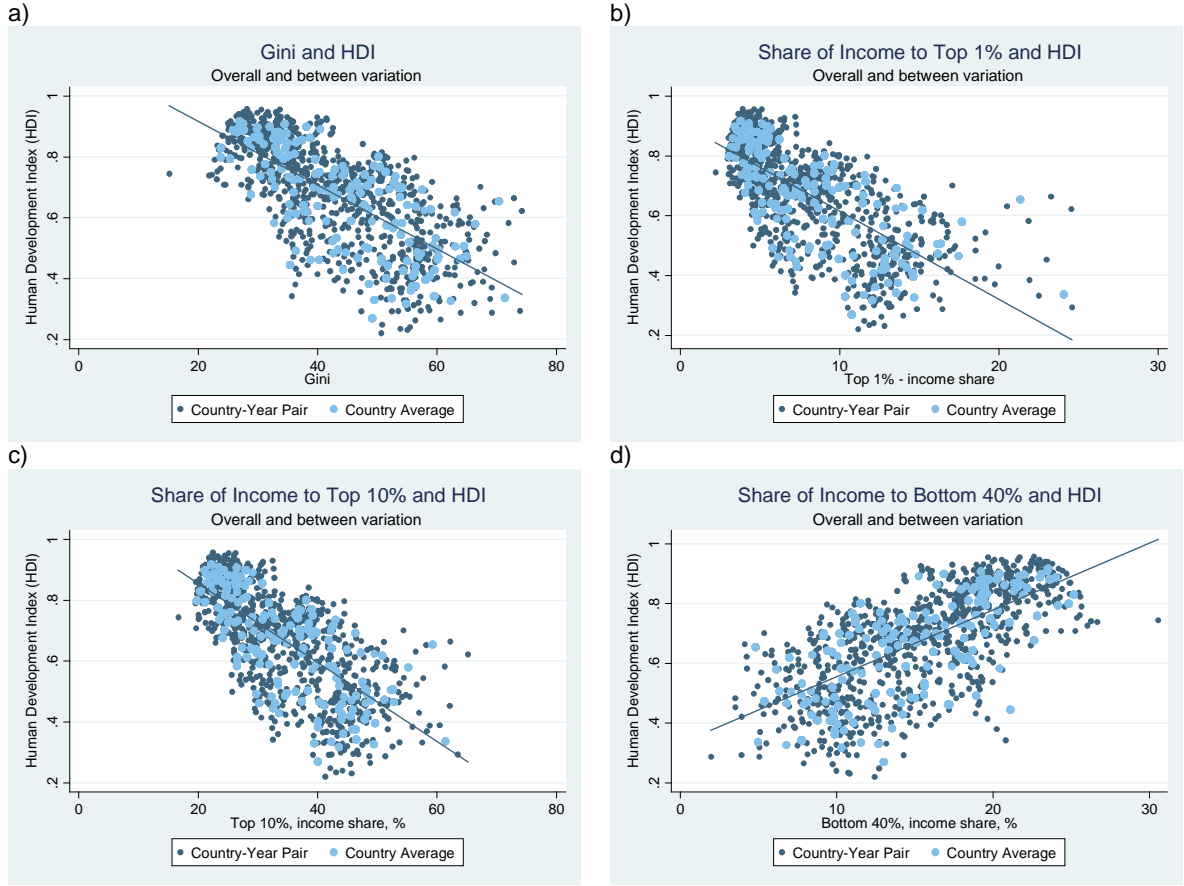 a)
Gini and HDI
Overall and between variation
Human Development Index (HDI)
1
.8
.6
.4
.2
0 20 40 60 80
Gini
Country-Year Pair Country Average
b)
Share of Income to Top 1% and HDI
Overall and between variation
Human Development Index (HDI)
1
.8
.6
.4
.2
0 10 20 30
Top 1% - income share
Country-Year Pair Country Average
c)
Share of Income to Top 10% and HDI
Overall and between variation
Human Development Index (HDI)
1
.8
.6
.4
.2
0 20 40 60 80
Top 10%, income share, %
Country-Year Pair Country Average
d)
Share of Income to Bottom 40% and HDI
Overall and between variation
Human Development Index (HDI)
1
.8
.6
.4
.2
0 10 20 30
Bottom 40%, income share, %
Country-Year Pair Country Average